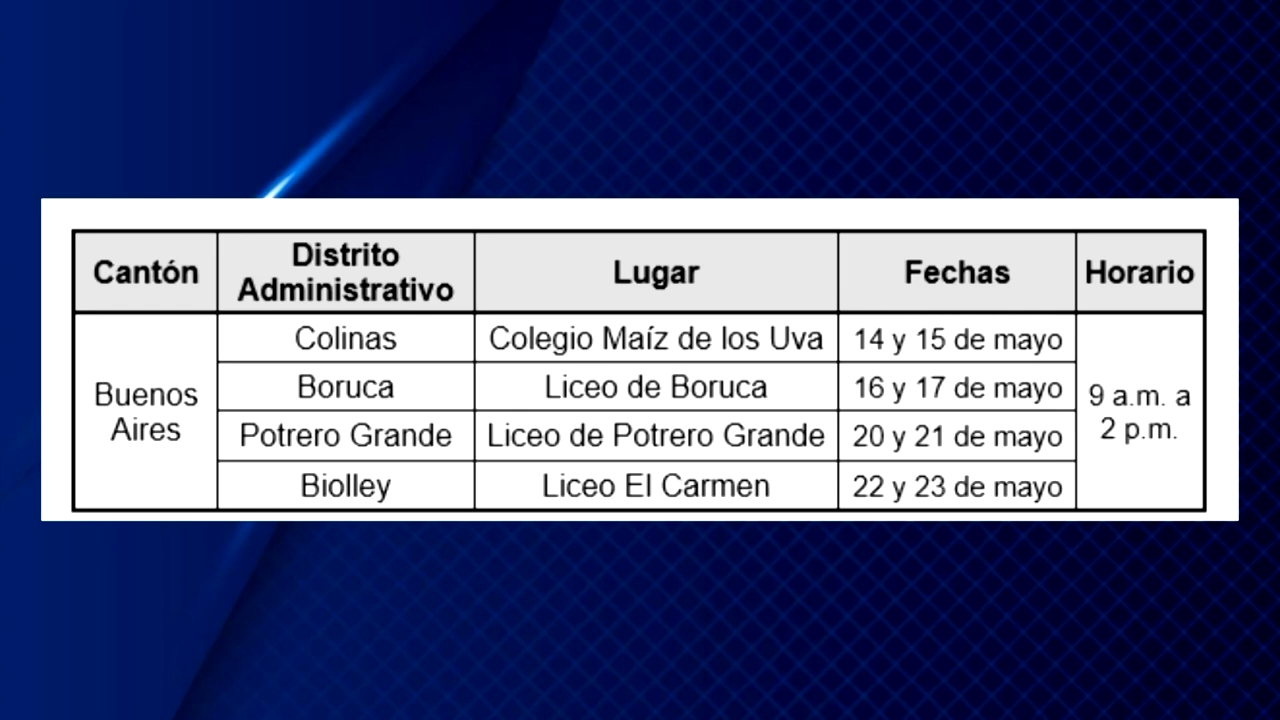 Cantón
Distrito
Administrativo
Lugar
Fechas
Horario
Buenos
Aires
Colinas
Colegio Maíz de los Uva
14 y 15 de mayo
Boruca
Liceo de Boruca
16 y 17 de mayo
Potrero Grande
Liceo de Potrero Grande
20 y 21 de mayo
Biolley
Liceo El Carmen
22 y 23 de mayo
9 a.m. a
2 p.m.